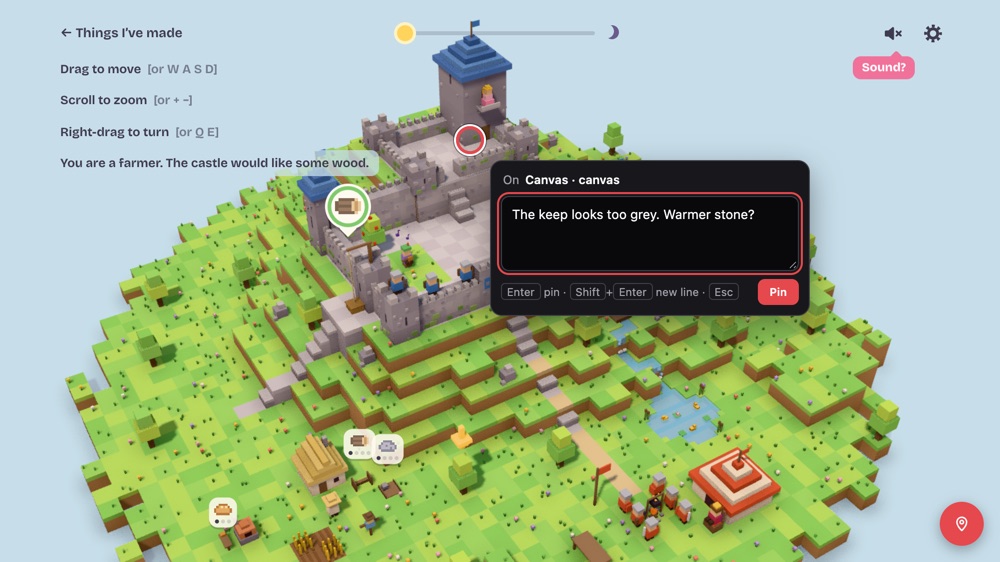 ← Things I've made
Drag to move [or W A S D]
Scroll to zoom [or + −]
Right-drag to turn [or Q E]
You are a farmer. The castle would like some wood.
Sound?
On Canvas · canvas
The keep looks too grey. Warmer stone?
Enter pin · Shift + Enter new line · Esc
Pin